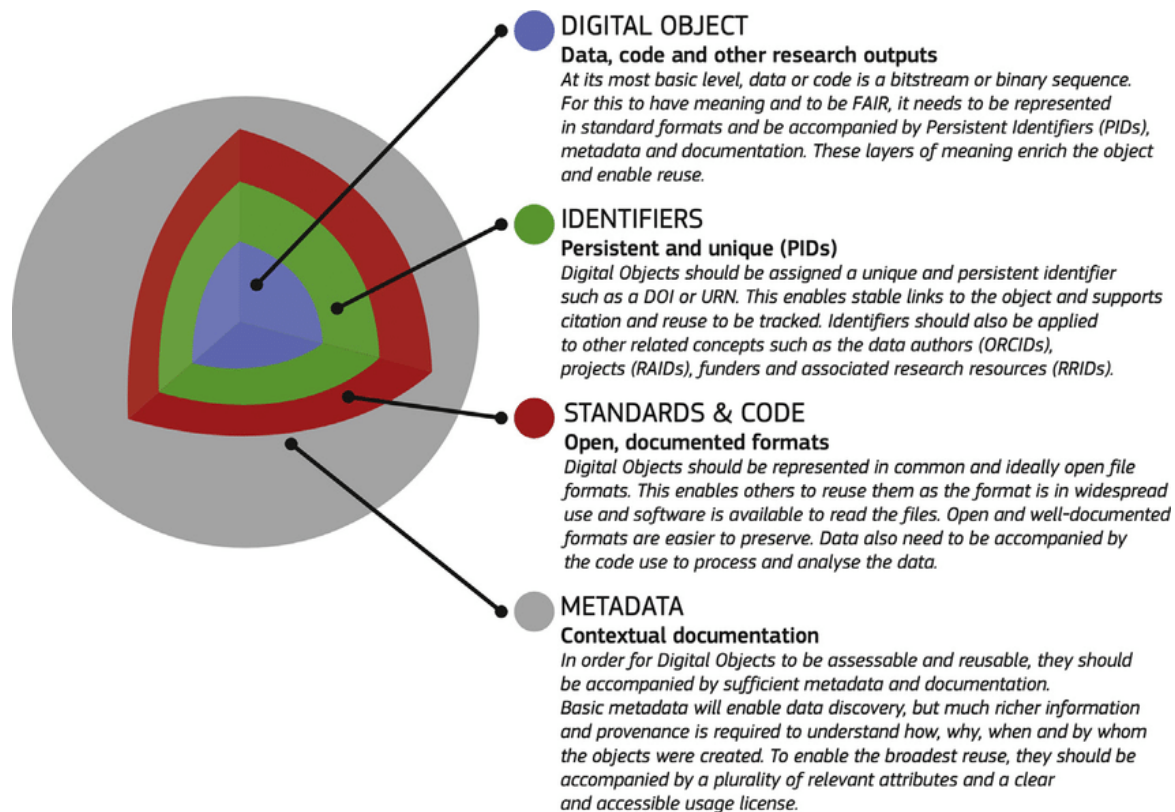 DIGITAL OBJECT
Data, code and other research outputs
At its most basic level, data or code is a bitstream or binary sequence.
For this to have meaning and to be FAIR, it needs to be represented
in standard formats and be accompanied by Persistent Identifiers (PIDs),
metadata and documentation. These layers of meaning enrich the object
and enable reuse.
IDENTIFIERS
Persistent and unique (PIDs)
Digital Objects should be assigned a unique and persistent identifier
such as a DOI or URN. This enables stable links to the object and supports
citation and reuse to be tracked. Identifiers should also be applied
to other related concepts such as the data authors (ORCIDs),
projects (RAIDs), funders and associated research resources (RRIDs).
STANDARDS & CODE
Open, documented formats
Digital Objects should be represented in common and ideally open file
formats. This enables others to reuse them as the format is in widespread
use and software is available to read the files. Open and well-documented
formats are easier to preserve. Data also need to be accompanied by
the code use to process and analyse the data.
METADATA
Contextual documentation
In order for Digital Objects to be assessable and reusable, they should
be accompanied by sufficient metadata and documentation.
Basic metadata will enable data discovery, but much richer information
and provenance is required to understand how, why, when and by whom
the objects were created. To enable the broadest reuse, they should be
accompanied by a plurality of relevant attributes and a clear
and accessible usage license.